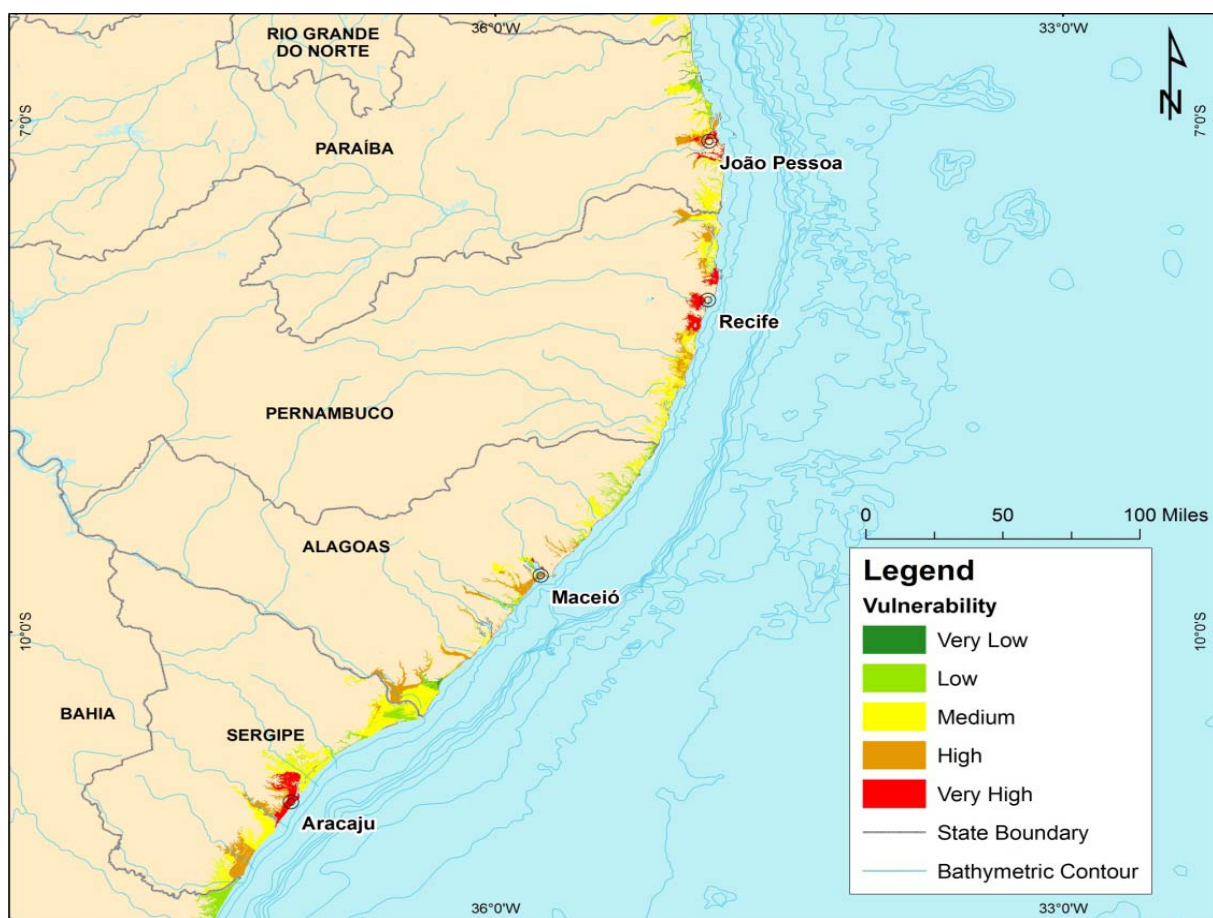 36°0'W
33°0'W
RIO GRANDE
DO NORTE
N
7°0'S
7°0'S
PARAÍBA
João Pessoa
Recife
PERNAMBUCO
0 50 100 Miles
ALAGOAS
Maceió
10°0'S
10°0'S
BAHIA
SERGIPE
Aracaju
Legend
Vulnerability
Very Low
Low
Medium
High
Very High
State Boundary
Bathymetric Contour
36°0'W
33°0'W